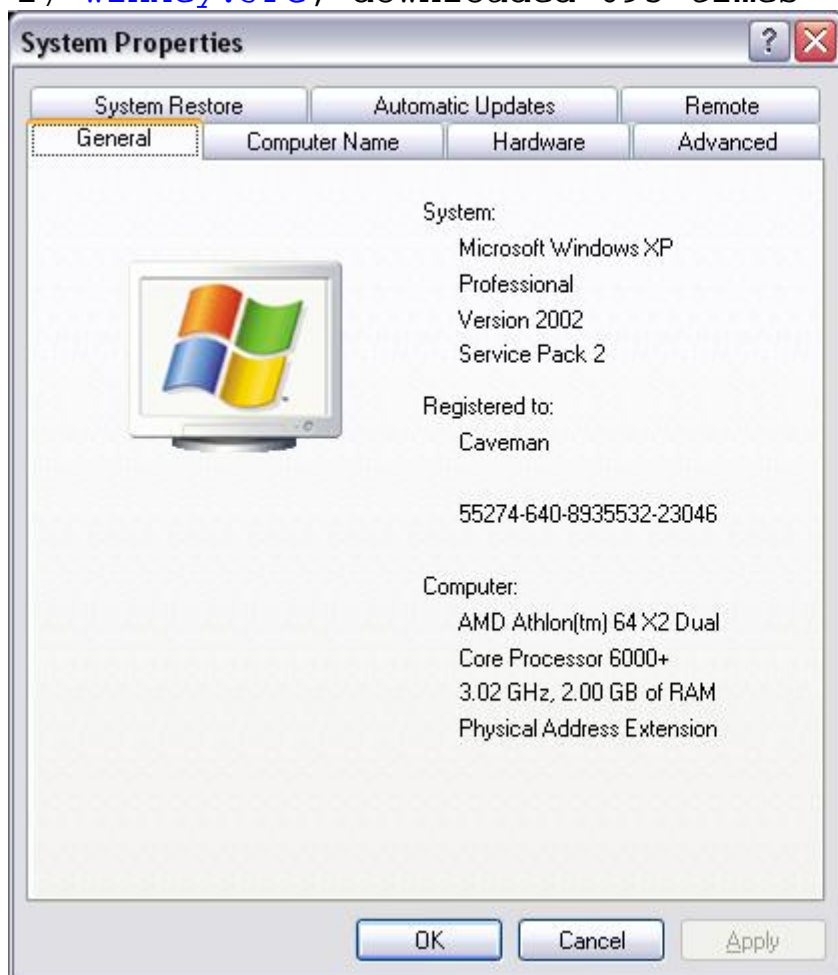 System Properties
System Restore Automatic Updates Remote
General Computer Name Hardware Advanced
System:
Microsoft Windows XP
Professional
Version 2002
Service Pack 2
Registered to:
Caveman
55274-640-8935532-23046
Computer:
AMD Athlon(tm) 64 X2 Dual
Core Processor 6000+
3.02 GHz, 2.00 GB of RAM
Physical Address Extension
OK Cancel Apply